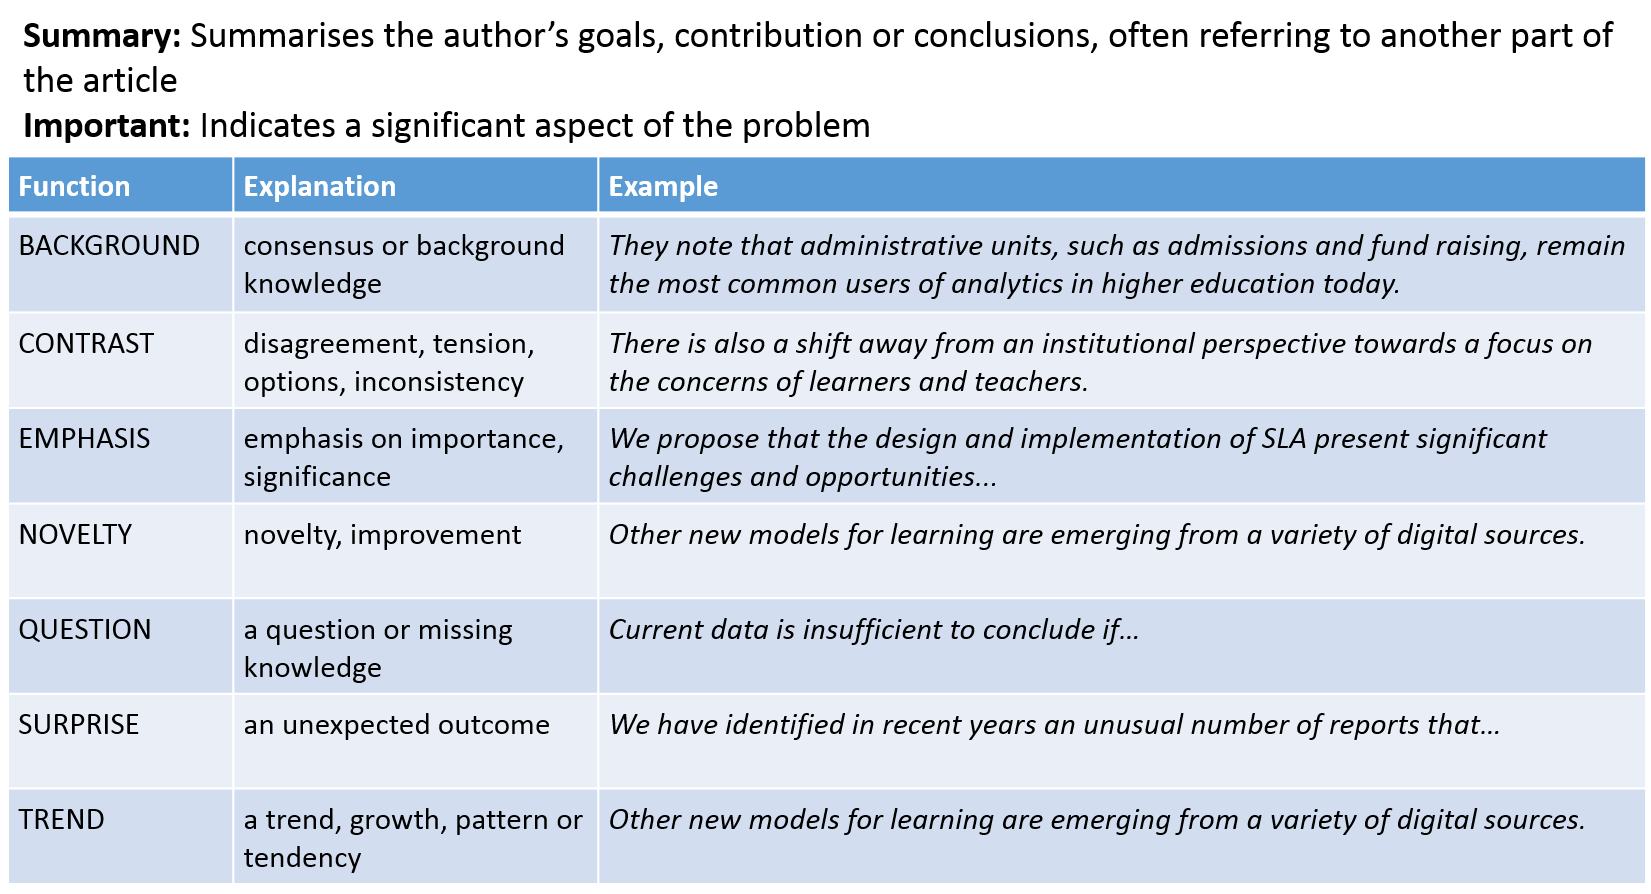 Summary: Summarises the author’s goals, contribution or conclusions, often referring to another part of
the article
Important: Indicates a significant aspect of the problem
Function Explanation Example
BACKGROUND consensus or background They note that administrative units, such as admissions and fund raising, remain
knowledge the most common users of analytics in higher education today.
CONTRAST disagreement, tension, There is also a shift away from an institutional perspective towards a focus on
options, inconsistency the concerns of learners and teachers.
EMPHASIS emphasis on importance, We propose that the design and implementation of SLA present significant
significance challenges and opportunities...
NOVELTY novelty, improvement Other new models for learning are emerging from a variety of digital sources.
QUESTION a question or missing Current data is insufficient to conclude if…
knowledge
SURPRISE an unexpected outcome We have identified in recent years an unusual number of reports that…
TREND a trend, growth, pattern or Other new models for learning are emerging from a variety of digital sources.
tendency